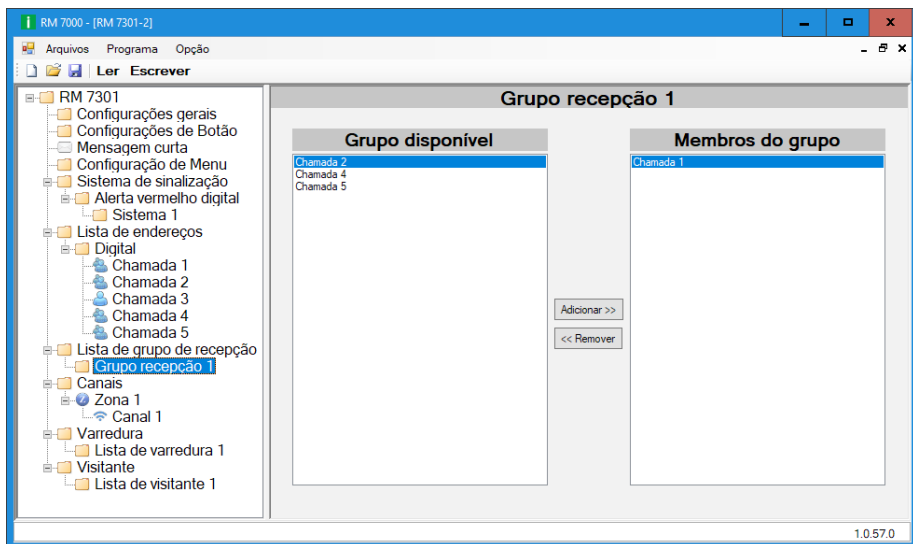 RM 7000 - [RM 7301-2]
Arquivos Programa Opção
Ler Escrever
RM 7301
Configurações gerais
Configurações de Botão
Mensagem curta
Configuração de Menu
Sistema de sinalização
Alerta vermelho digital
Sistema 1
Lista de endereços
Digital
Chamada 1
Chamada 2
Chamada 3
Chamada 4
Chamada 5
Lista de grupo de recepção
Grupo recepção 1
Canais
Zona 1
Canal 1
Varredura
Lista de varredura 1
Visitante
Lista de visitante 1
Grupo recepção 1
Grupo disponível
Chamada 2
Chamada 4
Chamada 5
Adicionar >>
<< Remover
Membros do grupo
Chamada 1
1.0.57.0